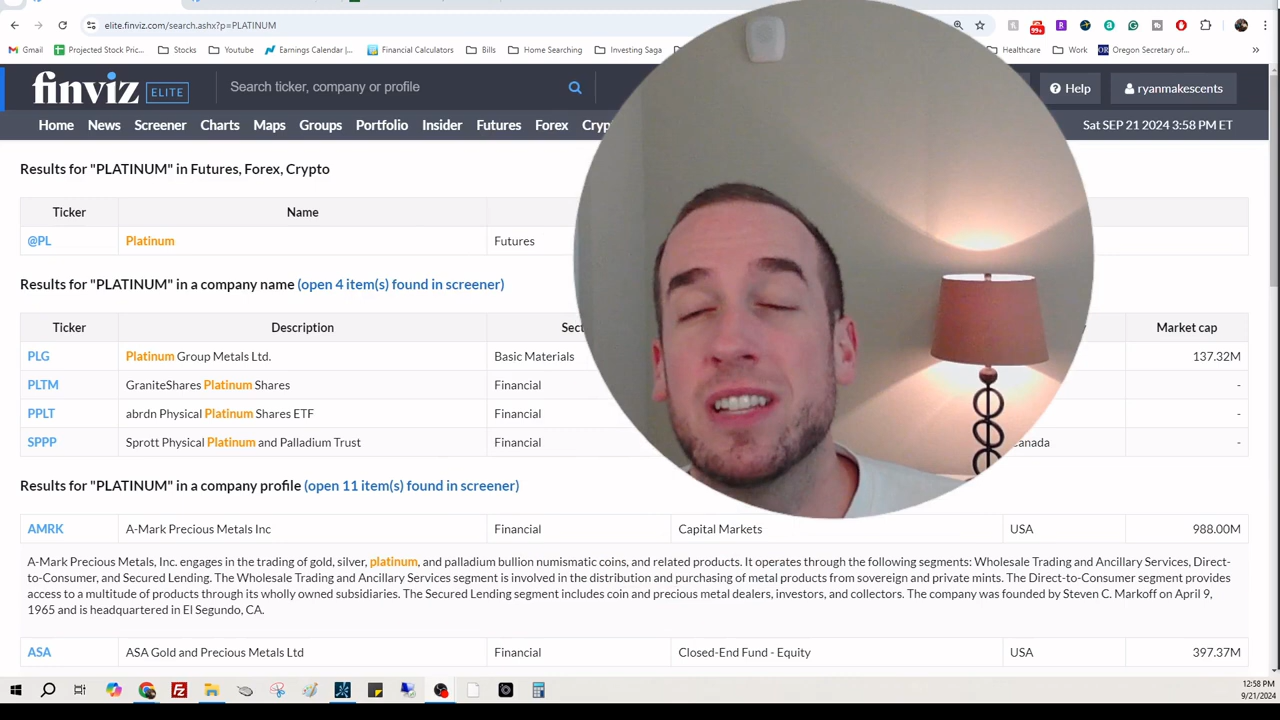 elite.finviz.com/search.ashx?p=PLATINUM
99+
Gmail Projected Stock Pric... Stocks Youtube Earnings Calendar |... Financial Calculators Bills Home Searching Investing Saga Healthcare Work Oregon Secretary of... »
finviz ELITE Search ticker, company or profile Help ryanmakescents
Home News Screener Charts Maps Groups Portfolio Insider Futures Forex Cryp Sat SEP 21 2024 3:58 PM ET
Results for "PLATINUM" in Futures, Forex, Crypto
Ticker Name
@PL Platinum Futures
Results for "PLATINUM" in a company name (open 4 item(s) found in screener)
Ticker Description Sect Market cap
PLG Platinum Group Metals Ltd. Basic Materials 137.32M
PLTM GraniteShares Platinum Shares Financial -
PPLT abrdn Physical Platinum Shares ETF Financial -
SPPP Sprott Physical Platinum and Palladium Trust Financial anada -
Results for "PLATINUM" in a company profile (open 11 item(s) found in screener)
AMRK A-Mark Precious Metals Inc Financial Capital Markets USA 988.00M
A-Mark Precious Metals, Inc. engages in the trading of gold, silver, platinum, and palladium bullion numismatic coins, and related products. It operates through the following segments: Wholesale Trading and Ancillary Services, Direct-
to-Consumer, and Secured Lending. The Wholesale Trading and Ancillary Services segment is involved in the distribution and purchasing of metal products from sovereign and private mints. The Direct-to-Consumer segment provides
access to a multitude of products through its wholly owned subsidiaries. The Secured Lending segment includes coin and precious metal dealers, investors, and collectors. The company was founded by Steven C. Markoff on April 9,
1965 and is headquartered in El Segundo, CA.
ASA ASA Gold and Precious Metals Ltd Financial Closed-End Fund - Equity USA 397.37M
12:58 PM
9/21/2024